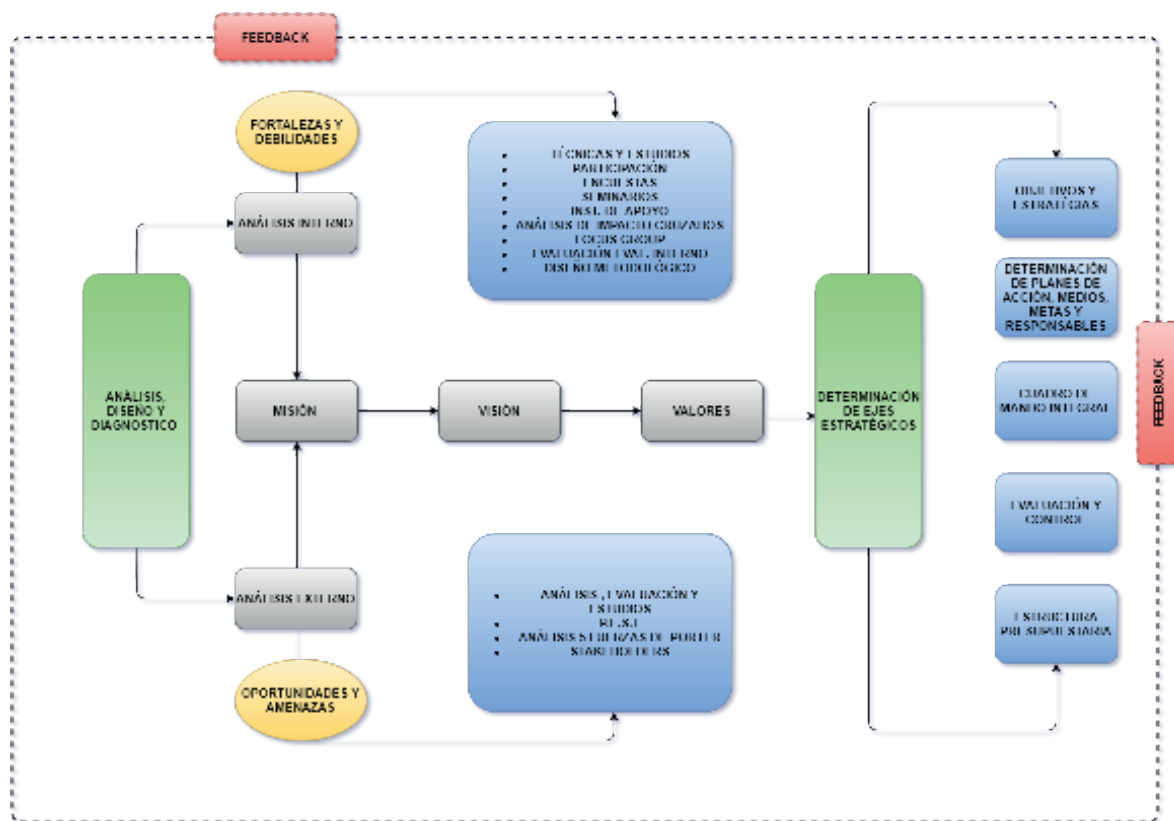 FEEDBACK
FORTALEZAS Y
DEBILIDADES
TÉCNICAS Y ESTUDIOS
PARTICIPACIÓN
ENCUESTAS
SEMINARIOS
INST. DE APOYO
ANÁLISIS DE IMPACTO CRUZADOS
FOCUS GROUP
EVALUACIÓN EVAL. INTERNO
DISEÑO METODOLÓGICO
ANÁLISIS INTERNO
OBJETIVOS Y
ESTRATEGÍAS
DETERMINACIÓN
DE PLANES DE
ACCIÓN, MEDIOS,
METAS Y
RESPONSABLES
FEEDBACK
ANÁLISIS,
DISEÑO Y
DIAGNOSTICO
MISIÓN
VISIÓN
VALORES
DETERMINACIÓN
DE EJES
ESTRATÉGICOS
CUADRO DE
MANDO INTEGRAL
EVALUACIÓN Y
CONTROL
ANÁLISIS EXTERNO
ANÁLISIS , EVALUACIÓN Y
ESTUDIOS
P.E.S.T
ANÁLISIS 5 FUERZAS DE PORTER
STAKEHOLDERS
ESTRUCTURA
PRESUPUESTARIA
OPORTUNIDADES Y
AMENAZAS